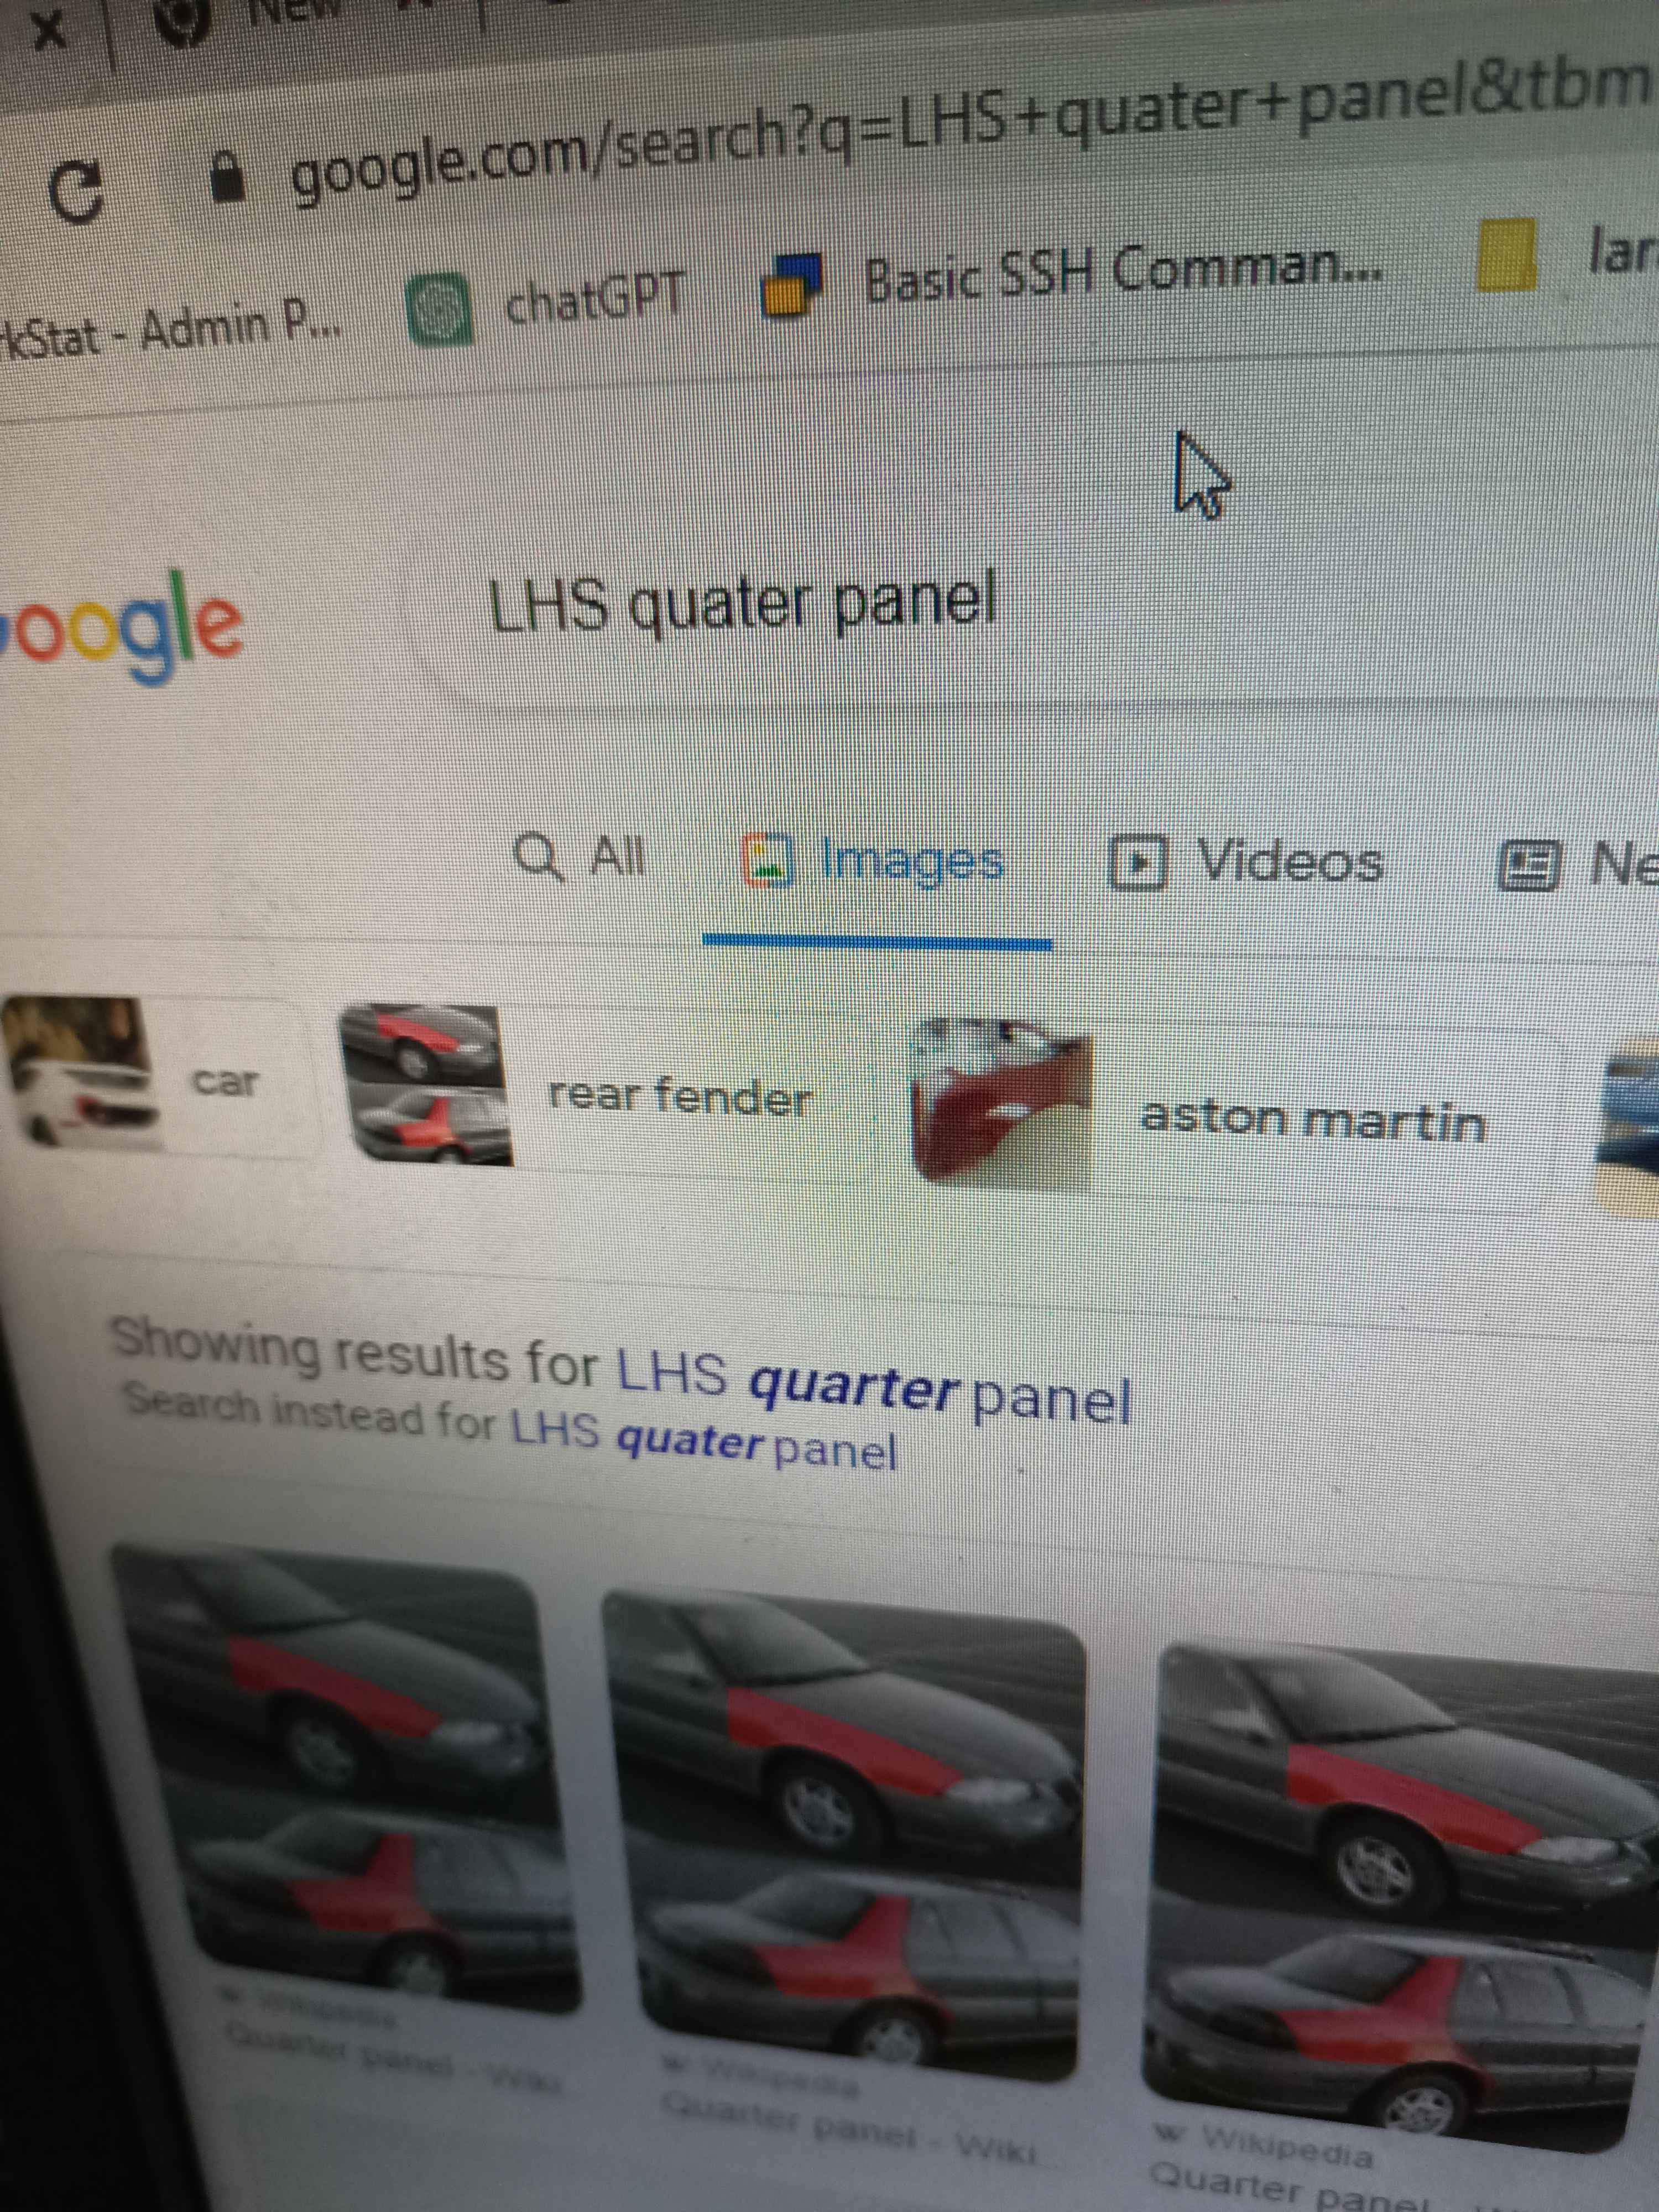 New
google.com/search?q=LHS+quater+panel&tbm
rkStat - Admin P... chatGPT Basic SSH Comman... lar
oogle LHS quater panel
All Images Videos Ne
car rear fender aston martin
Showing results for LHS quarter panel
Search instead for LHS quater panel
Wikipedia Wikipedia Wikipedia
Quarter panel - Wiki... Quarter panel - Wiki... Quarter panel